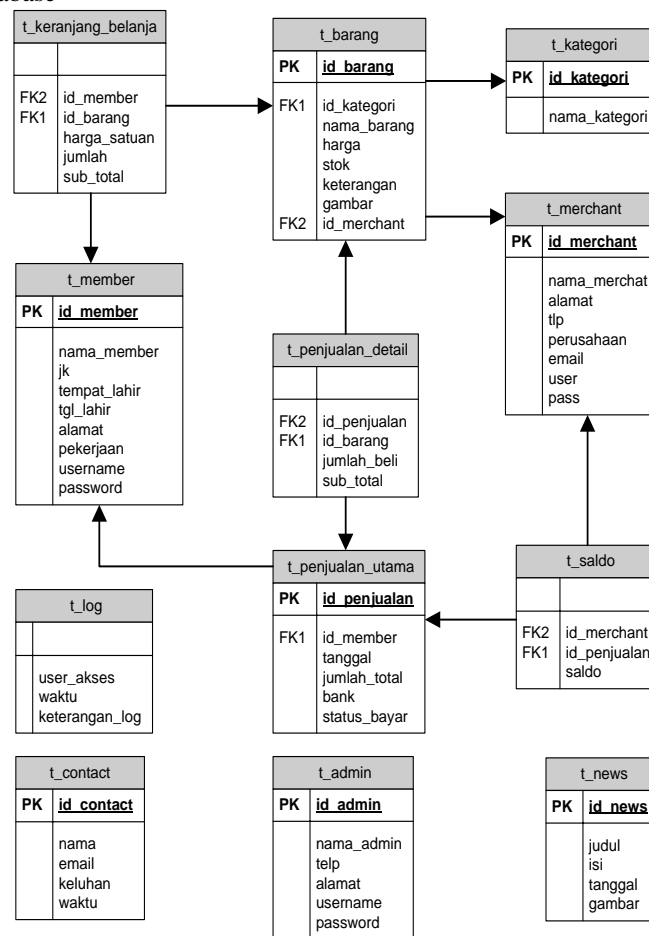 t_keranjang_belanja
FK2 id_member
FK1 id_barang
harga_satuan
jumlah
sub_total
t_barang
PK id_barang
FK1 id_kategori
nama_barang
harga
stok
keterangan
gambar
FK2 id_merchant
t_kategori
PK id_kategori
nama_kategori
t_member
PK id_member
nama_member
jk
tempat_lahir
tgl_lahir
alamat
pekerjaan
username
password
t_penjualan_detail
FK2 id_penjualan
FK1 id_barang
jumlah_beli
sub_total
t_merchant
PK id_merchant
nama_merchat
alamat
tlp
perusahaan
email
user
pass
t_log
user_akses
waktu
keterangan_log
t_penjualan_utama
PK id_penjualan
FK1 id_member
tanggal
jumlah_total
bank
status_bayar
t_saldo
FK2 id_merchant
FK1 id_penjualan
saldo
t_contact
PK id_contact
nama
email
keluhan
waktu
t_admin
PK id_admin
nama_admin
telp
alamat
username
password
t_news
PK id_news
judul
isi
tanggal
gambar